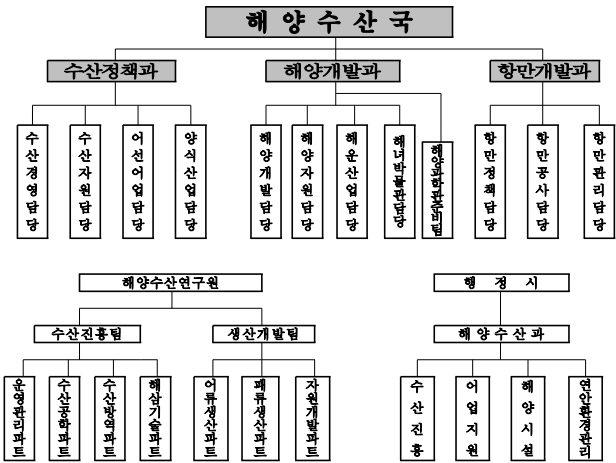 해 양 수 산 국
수산정책과
해양개발과
항만개발과
수산경영담당
수산자원담당
어선어업담당
양식산업담당
해양개발담당
해양자원담당
해운산업담당
해녀박물관담당
해양과학관준비팀
항만정책담당
항만공사담당
항만관리담당
해양수산연구원
수산진흥팀
생산개발팀
운영관리파트
수산공학파트
수산방역파트
해삼기술파트
어류생산파트
패류생산파트
자원개발파트
행 정 시
해 양 수 산 과
수산진흥
어업지원
해양시설
연안환경관리